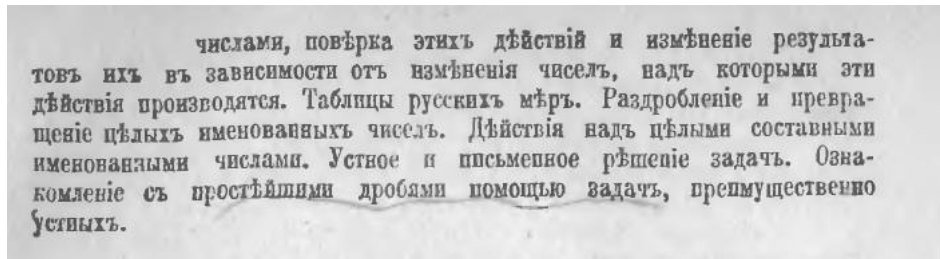 числами, повѣрка этихъ дѣйствій и измѣненіе результа-
товъ ихъ въ зависимости отъ измѣненія чиселъ, надъ которыми эти
дѣйствія производятся. Таблицы русскихъ мѣръ. Раздробленіе и превра-
щеніе цѣлыхъ именованныхъ чиселъ. Дѣйствія надъ цѣлыми составными
именованными числами. Устное и письменное рѣшеніе задачъ. Озна-
комленіе съ простѣйшими дробями помощью задачъ, преимущественно
устныхъ.